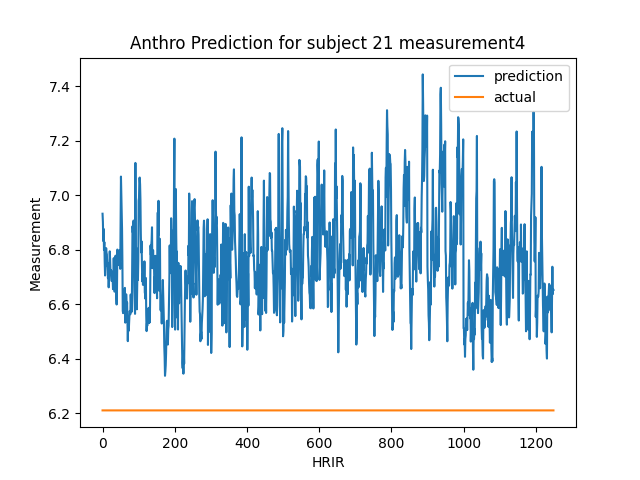 Anthro Prediction for subject 21 measurement4
prediction
actual
Measurement
7.4
7.2
7.0
6.8
6.6
6.4
6.2
0 200 400 600 800 1000 1200
HRIR